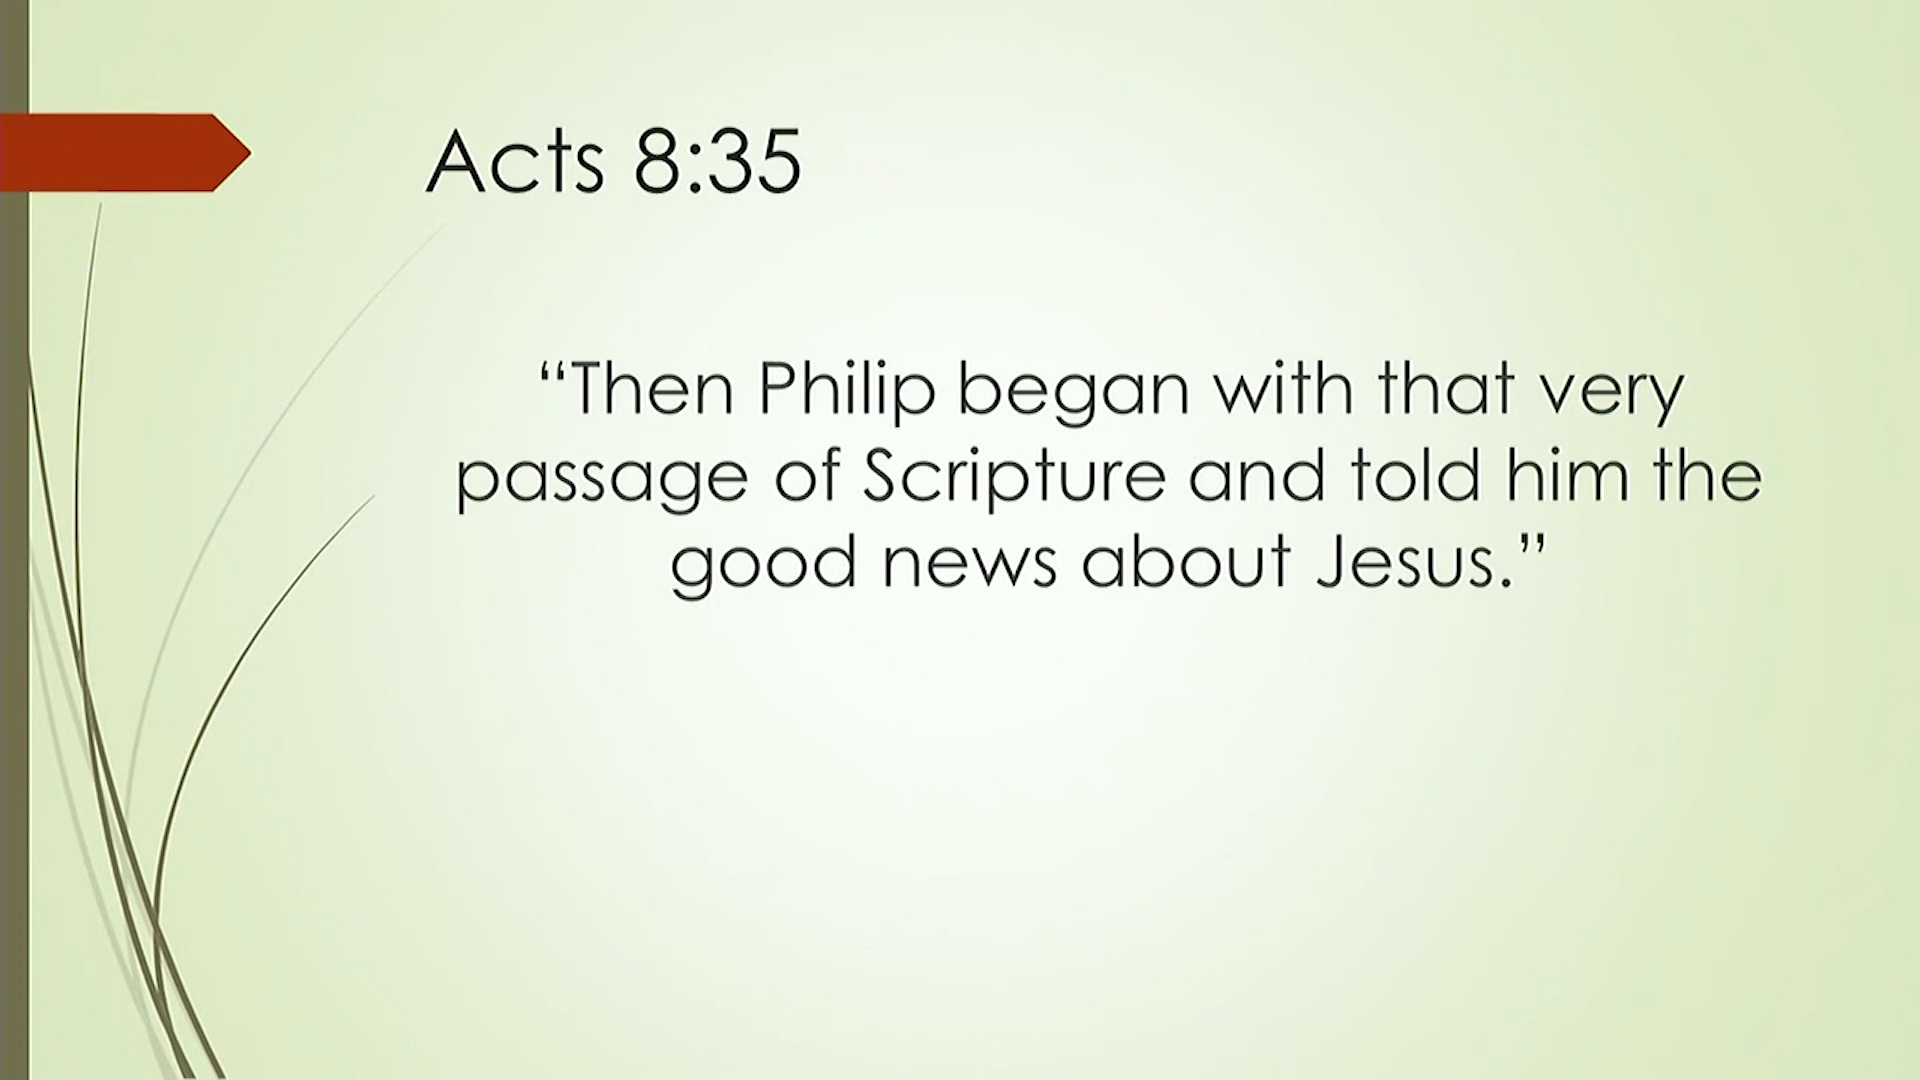 Acts 8:35
“Then Philip began with that very
passage of Scripture and told him the
good news about Jesus.”